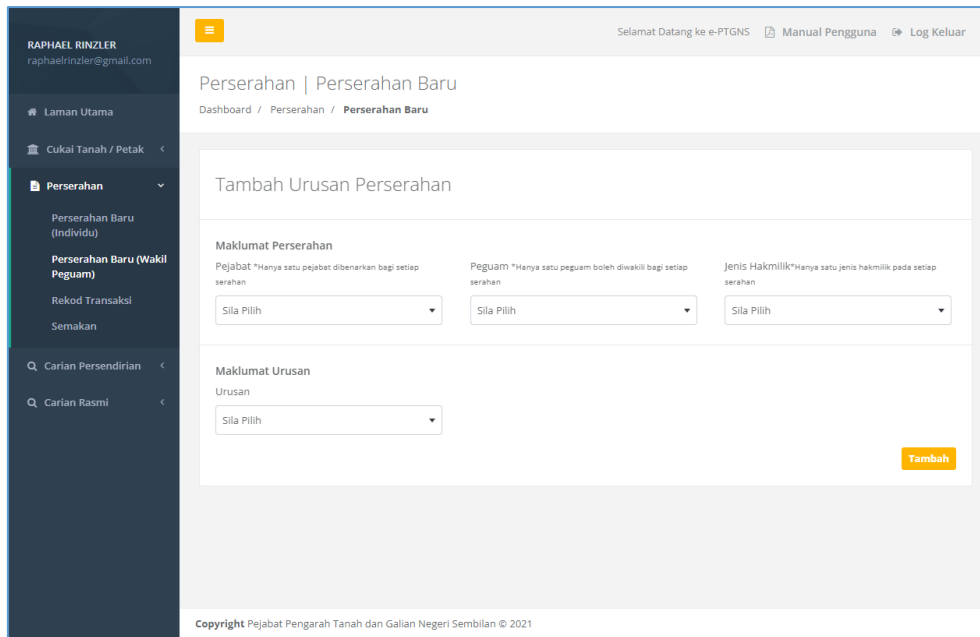 RAPHAEL RINZLER
raphaelrinzler@gmail.com
Laman Utama
Cukai Tanah / Petak
Perserahan
Perserahan Baru
(Individu)
Perserahan Baru (Wakil
Peguam)
Rekod Transaksi
Semakan
Carian Persendirian
Carian Rasmi
Selamat Datang ke e-PTGNS Manual Pengguna Log Keluar
Perserahan | Perserahan Baru
Dashboard / Perserahan / Perserahan Baru
Tambah Urusan Perserahan
Maklumat Perserahan
Pejabat *Hanya satu pejabat dibenarkan bagi setiap
serahan
Sila Pilih
Peguam *Hanya satu peguam boleh diwakili bagi setiap
serahan
Sila Pilih
Jenis Hakmilik*Hanya satu jenis hakmilik pada setiap
serahan
Sila Pilih
Maklumat Urusan
Urusan
Sila Pilih
Tambah
Copyright Pejabat Pengarah Tanah dan Galian Negeri Sembilan © 2021